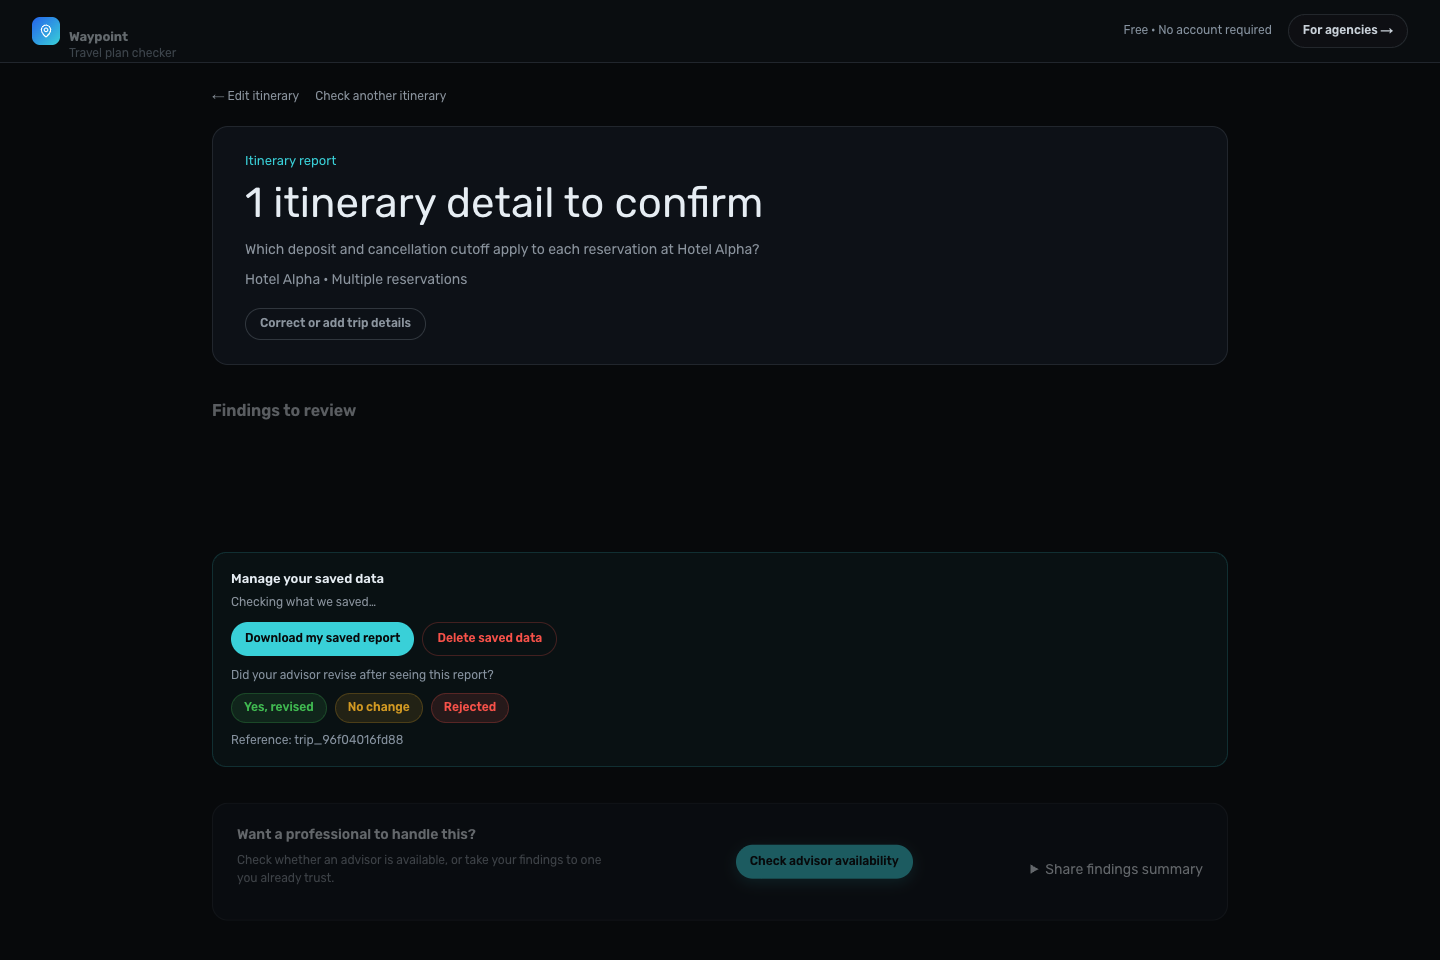 Waypoint
Travel plan checker
Free • No account required
For agencies →
← Edit itinerary
Check another itinerary
Itinerary report
1 itinerary detail to confirm
Which deposit and cancellation cutoff apply to each reservation at Hotel Alpha?
Hotel Alpha • Multiple reservations
Correct or add trip details
Findings to review
Manage your saved data
Checking what we saved…
Download my saved report
Delete saved data
Did your advisor revise after seeing this report?
Yes, revised
No change
Rejected
Reference: trip_96f04016fd88
Want a professional to handle this?
Check whether an advisor is available, or take your findings to one
you already trust.
Check advisor availability
▶ Share findings summary